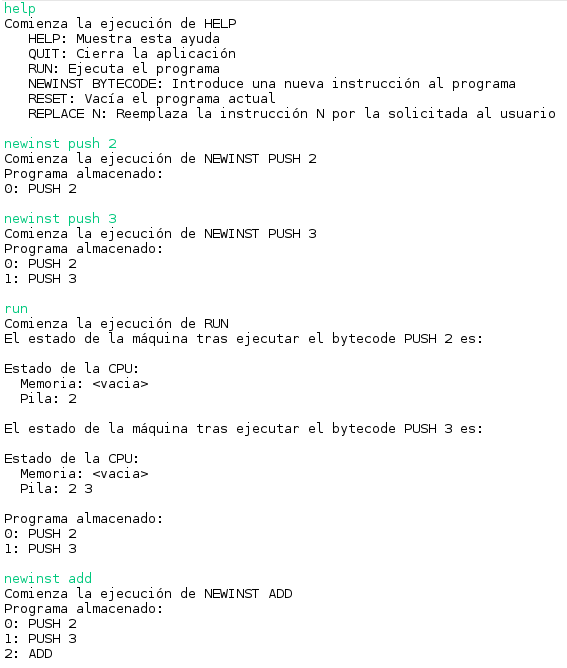 help
Comienza la ejecución de HELP
HELP: Muestra esta ayuda
QUIT: Cierra la aplicación
RUN: Ejecuta el programa
NEWINST BYTECODE: Introduce una nueva instrucción al programa
RESET: Vacía el programa actual
REPLACE N: Reemplaza la instrucción N por la solicitada al usuario
newinst push 2
Comienza la ejecución de NEWINST PUSH 2
Programa almacenado:
0: PUSH 2
newinst push 3
Comienza la ejecución de NEWINST PUSH 3
Programa almacenado:
0: PUSH 2
1: PUSH 3
run
Comienza la ejecución de RUN
El estado de la máquina tras ejecutar el bytecode PUSH 2 es:
Estado de la CPU:
Memoria: <vacia>
Pila: 2
El estado de la máquina tras ejecutar el bytecode PUSH 3 es:
Estado de la CPU:
Memoria: <vacia>
Pila: 2 3
Programa almacenado:
0: PUSH 2
1: PUSH 3
newinst add
Comienza la ejecución de NEWINST ADD
Programa almacenado:
0: PUSH 2
1: PUSH 3
2: ADD